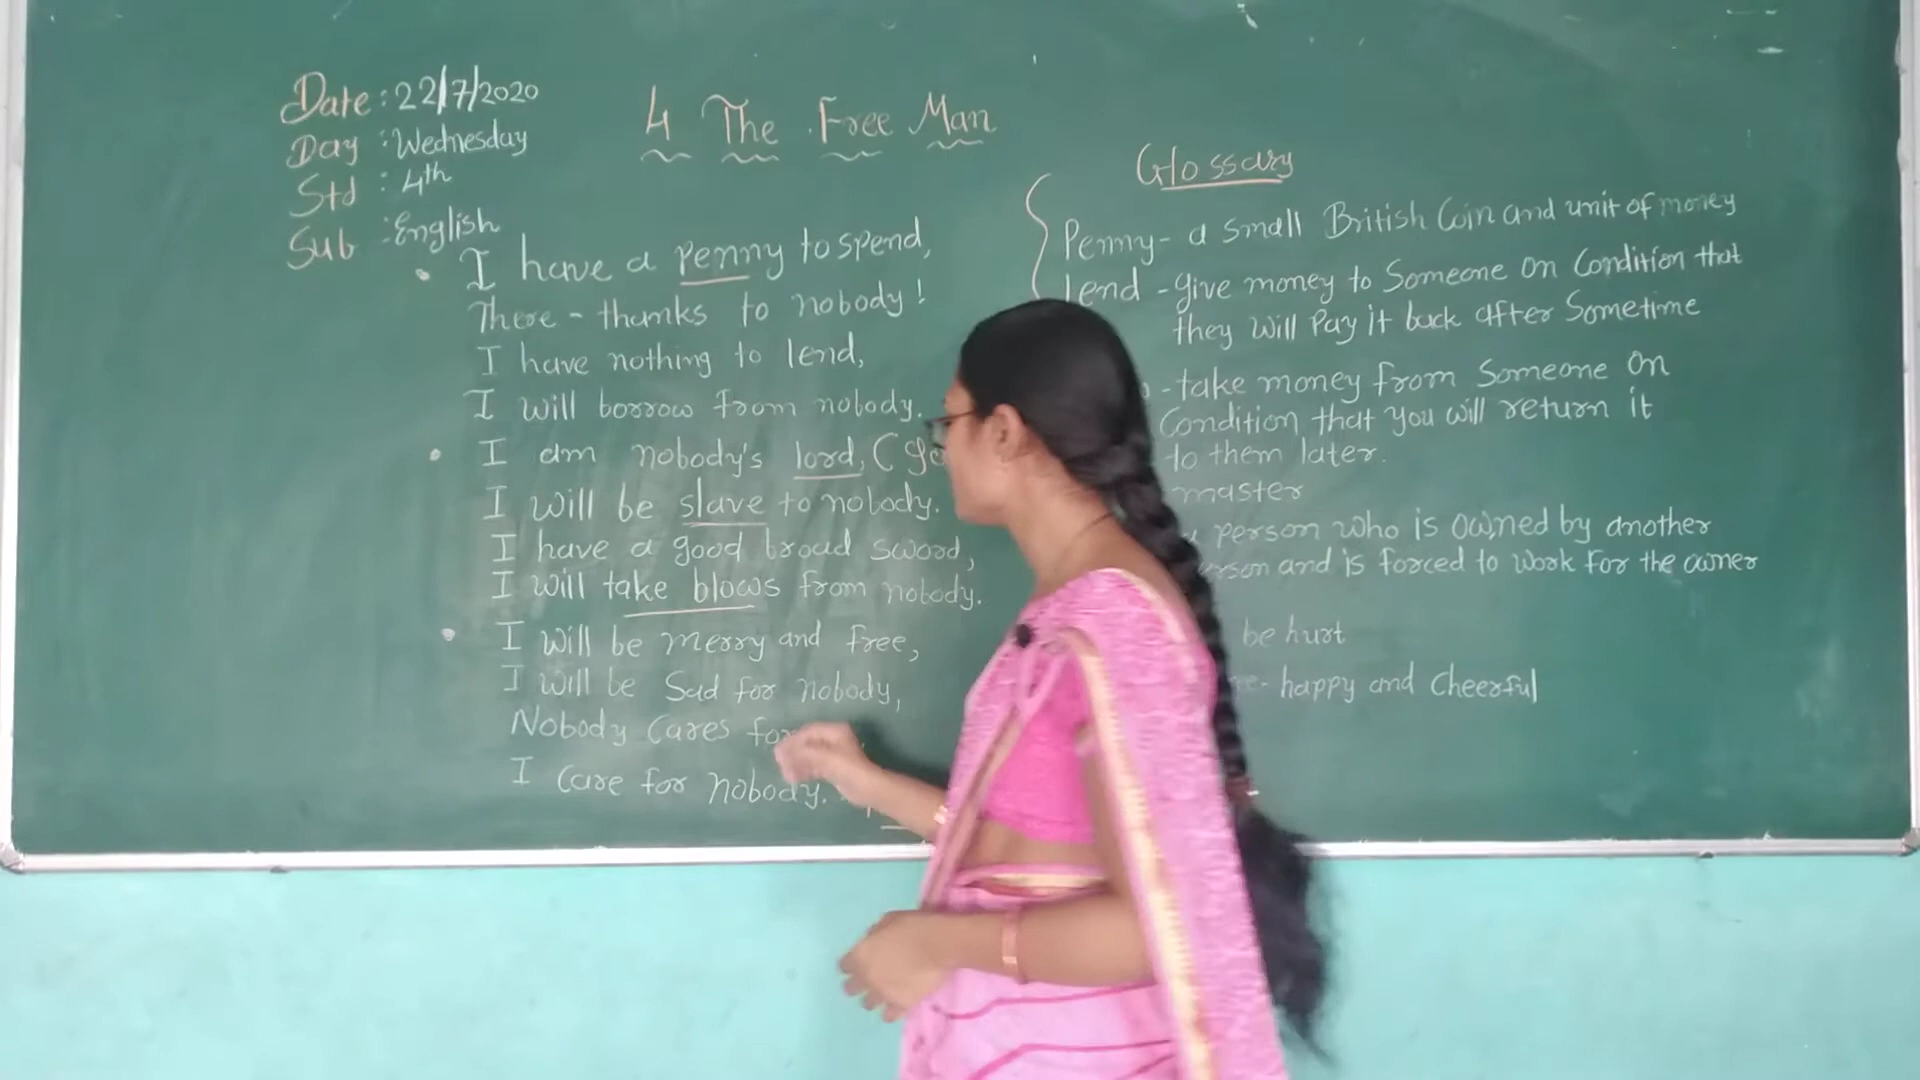 Date : 22/7/2020
Day : Wednesday
Std : 4th
Sub : English
4 The Free Man
I have a penny to spend,
There - thanks to nobody!
I have nothing to lend,
I will borrow from nobody.
I am nobody's lord, (
I will be slave to nobody.
I have a good broad sword,
I will take blows from nobody.
I will be merry and free,
I will be Sad for nobody,
Nobody Cares for
I Care for nobody.
Glossary
Penny - a small British Coin and unit of money
lend - give money to Someone on Condition that
they will Pay it back after Sometime
- take money from Someone on
Condition that you will return it
to them later.
master
person who is owned by another
and is forced to work for the owner
be hurt
- happy and Cheerful